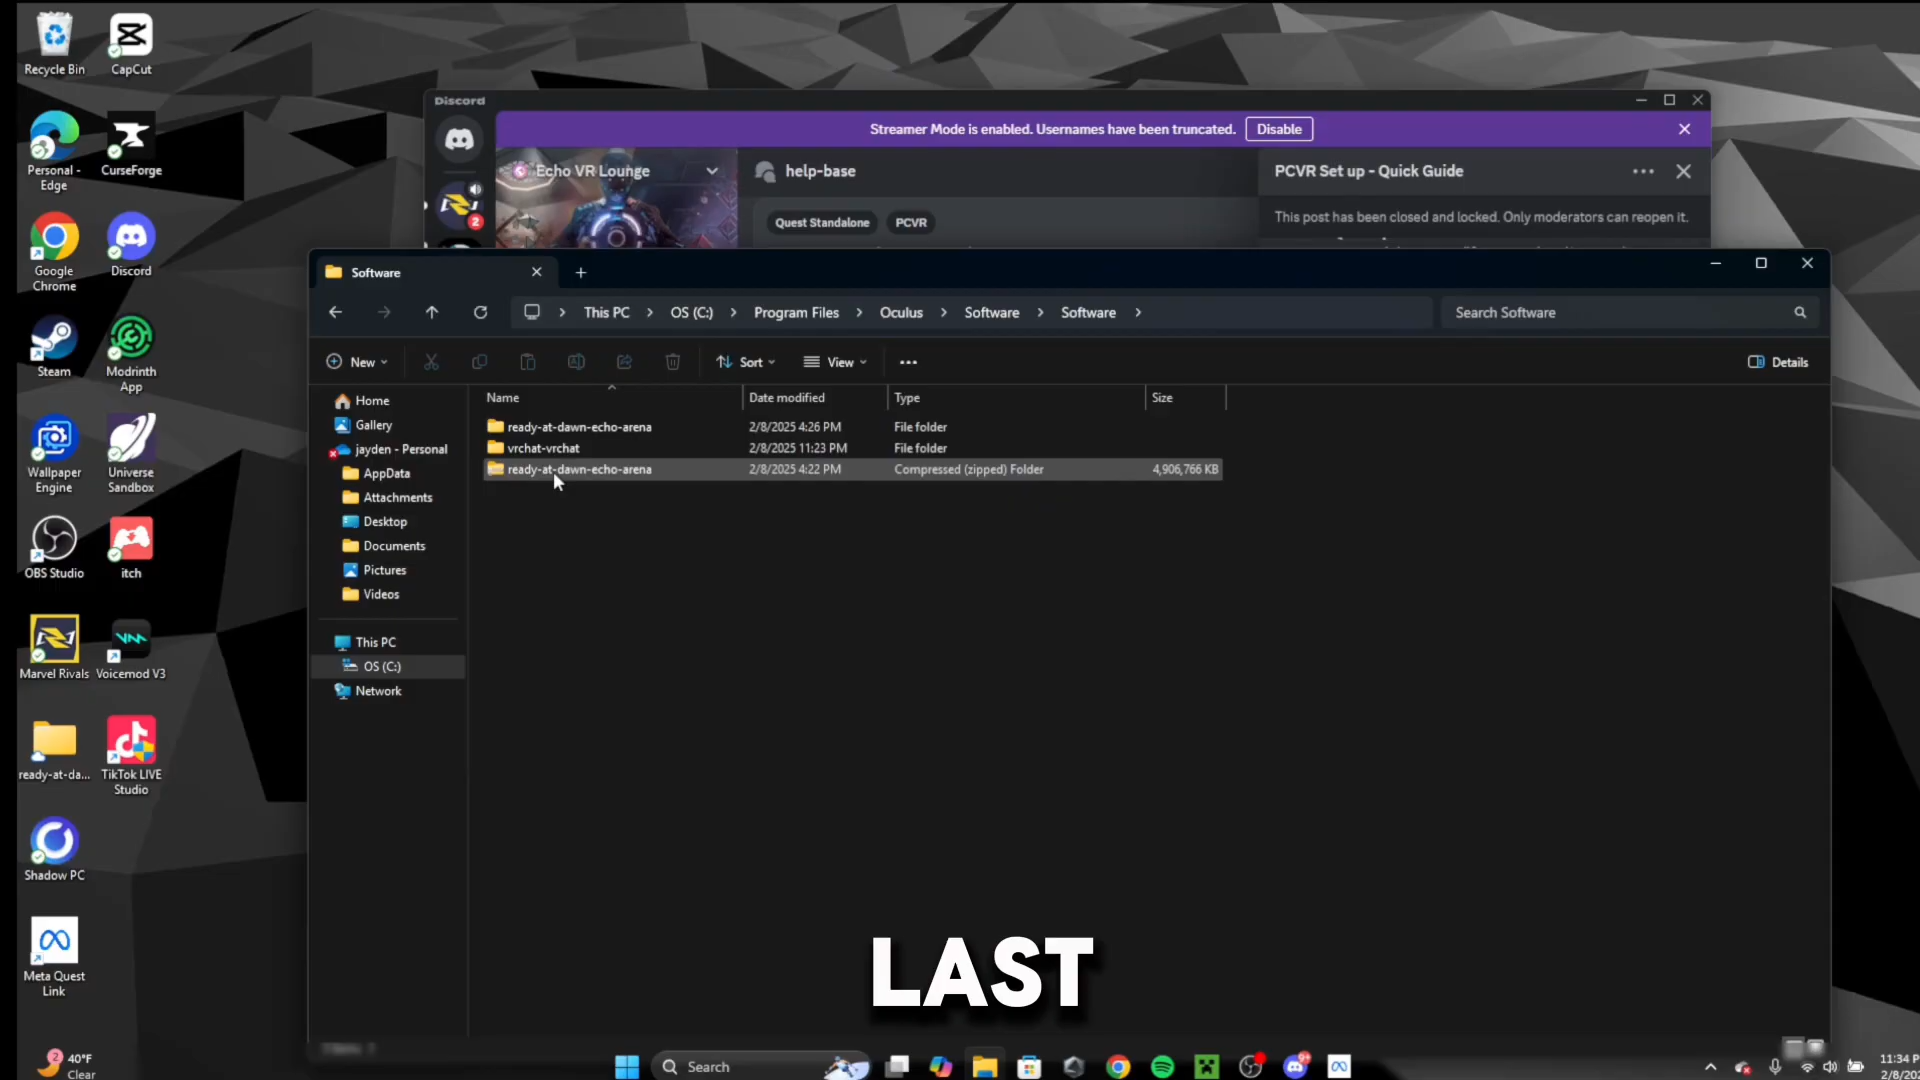 Recycle Bin
CapCut
Personal - Edge
CurseForge
Google Chrome
Discord
Steam
Modrinth App
Wallpaper Engine
Universe Sandbox
OBS Studio
itch
Marvel Rivals
Voicemod V3
ready-at-da...
TikTok LIVE Studio
Shadow PC
Meta Quest Link
Discord
Streamer Mode is enabled. Usernames have been truncated.
Disable
2
Echo VR Lounge
help-base
PCVR Set up - Quick Guide
Quest Standalone
PCVR
This post has been closed and locked. Only moderators can reopen it.
Software
This PC > OS (C:) > Program Files > Oculus > Software > Software >
Search Software
New
Sort
View
Details
Home
Gallery
jayden - Personal
AppData
Attachments
Desktop
Documents
Pictures
Videos
This PC
OS (C:)
Network
Name Date modified Type Size
ready-at-dawn-echo-arena 2/8/2025 4:26 PM File folder
vrchat-vrchat 2/8/2025 11:23 PM File folder
ready-at-dawn-echo-arena 2/8/2025 4:22 PM Compressed (zipped) Folder 4,906,766 KB
LAST
2
40°F
Clear
Search
11:34 P
2/8/202